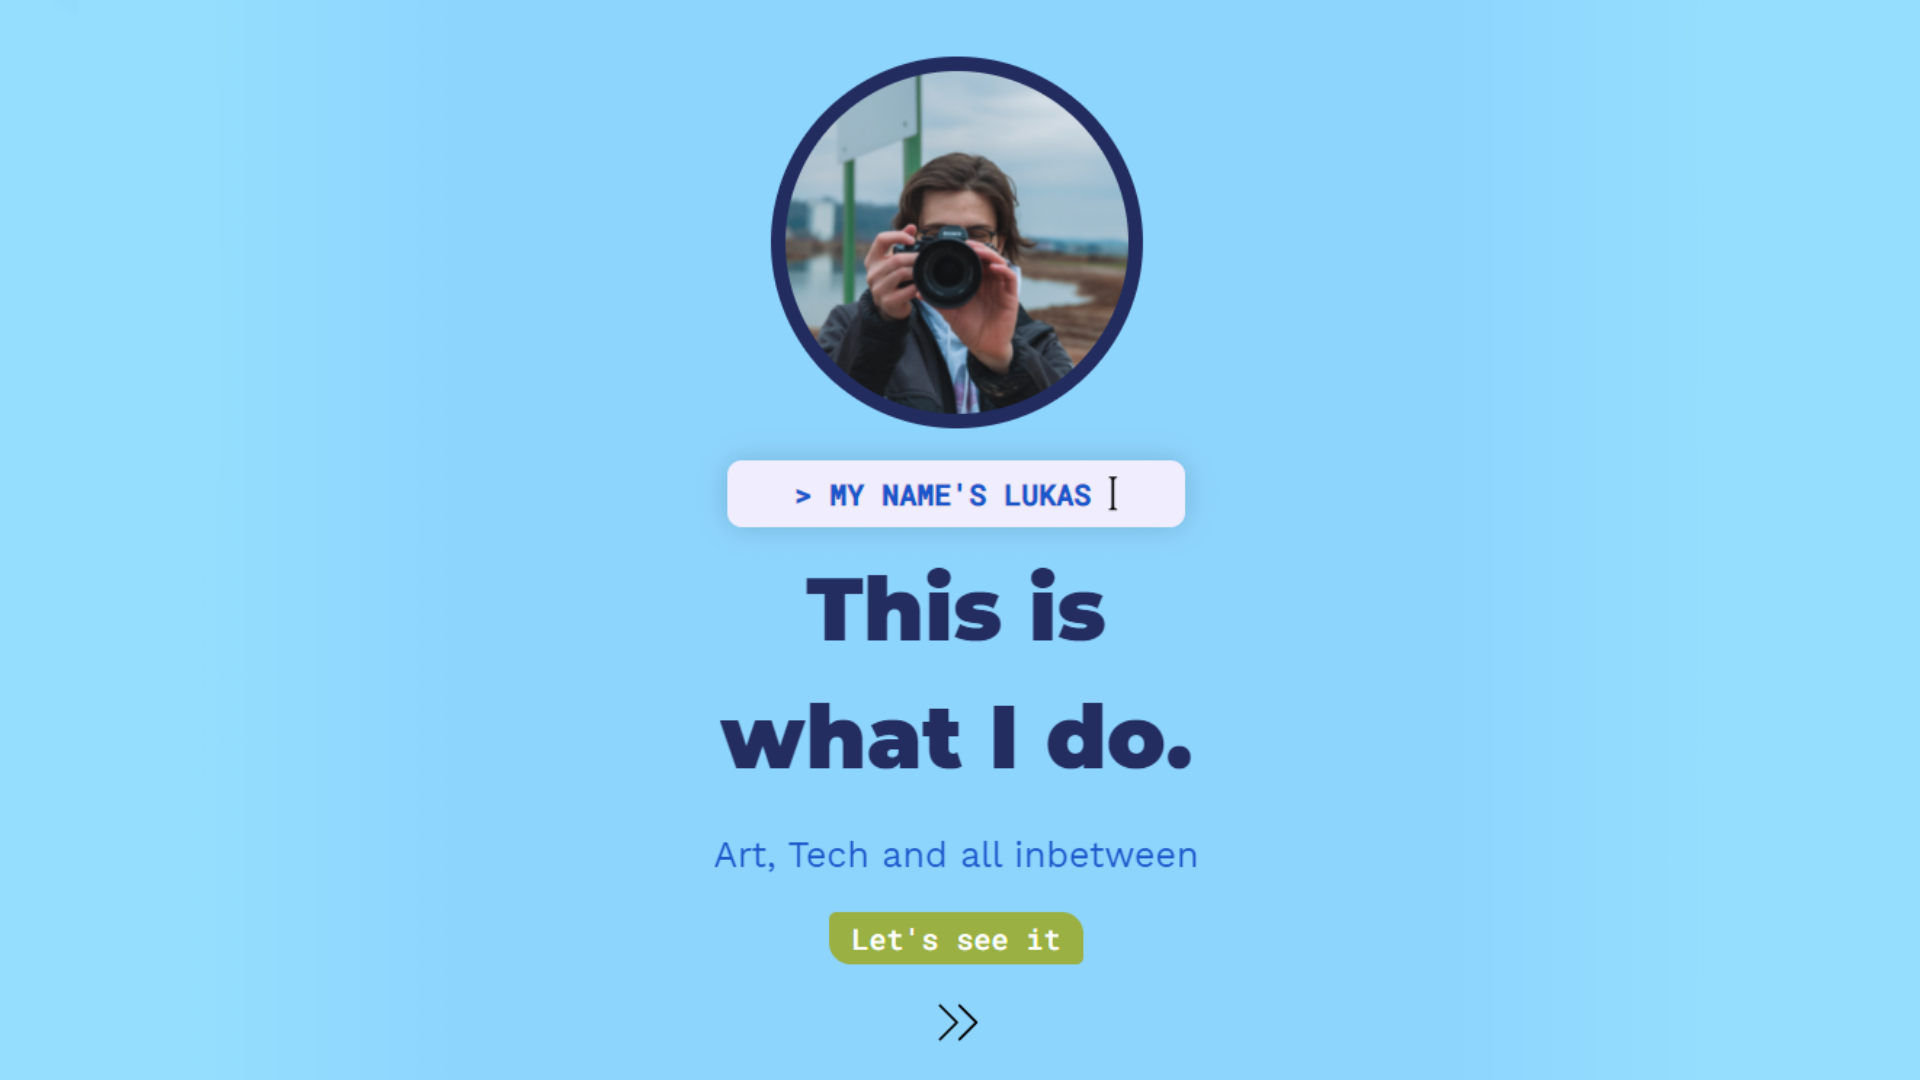 > MY NAME'S LUKAS
This is
what I do.
Art, Tech and all inbetween
Let's see it